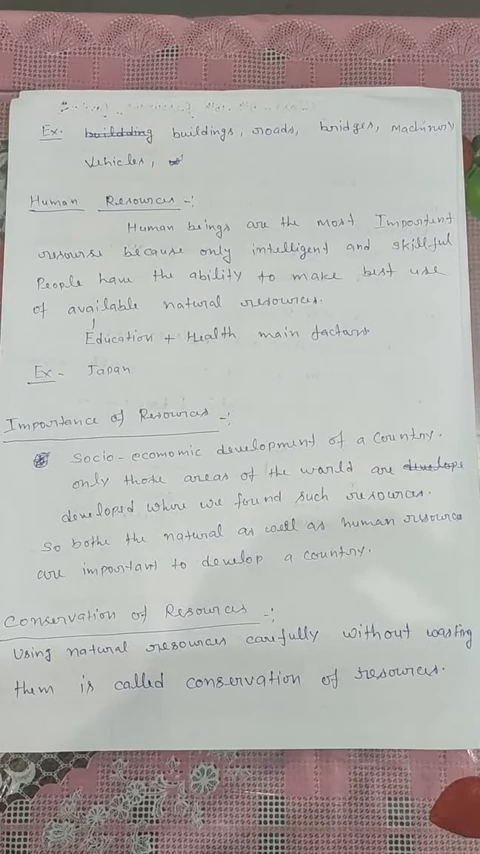 Ex. building buildings, roads, bridges, Machinery
Vehicles,
Human Resources -:
Human beings are the most Important
resourse because only intelligent and skillful
People have the ability to make best use
of available natural resources.
Education + Health main factors
Ex - Japan
Importance of Resources -:
Socio-economic development of a country.
only those areas of the world are develope
developed where we found such resources.
So bothe the natural as well as human resource
are important to develop a country.
Conservation of Resources -:
Using natural resources carefully without wasting
them is called conservation of resources.